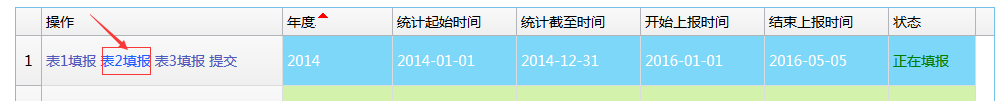 操作 年度 统计起始时间 统计截至时间 开始上报时间 结束上报时间 状态
1 表1填报 表2填报 表3填报 提交 2014 2014-01-01 2014-12-31 2016-01-01 2016-05-05 正在填报